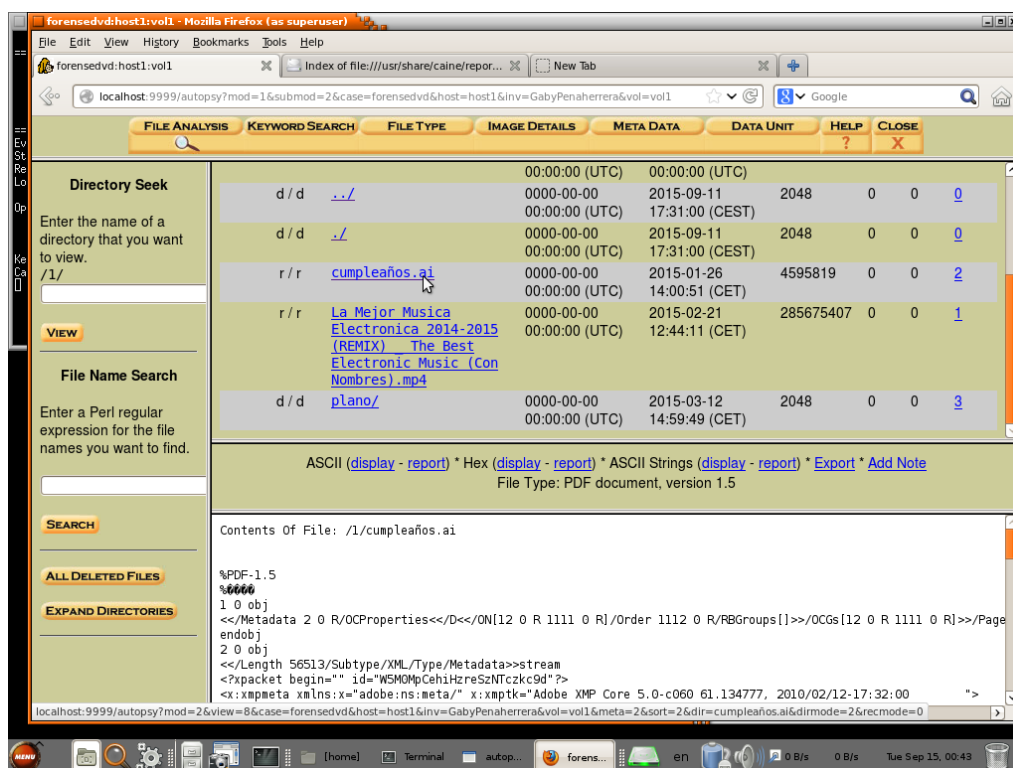 forensedvd:host1:vol1 - Mozilla Firefox (as superuser)
File Edit View History Bookmarks Tools Help
forensedvd:host1:vol1 Index of file:///usr/share/caine/repor... New Tab
localhost:9999/autopsy?mod=1&submod=2&case=forensedvd&host=host1&inv=GabyPenaherrera&vol=vol1 Google
FILE ANALYSIS KEYWORD SEARCH FILE TYPE IMAGE DETAILS META DATA DATA UNIT HELP CLOSE
? X
==
==
Ev
St
Re
Lo
Op
Ke
Ca
Directory Seek
Enter the name of a
directory that you want
to view.
/1/
VIEW
File Name Search
Enter a Perl regular
expression for the file
names you want to find.
SEARCH
ALL DELETED FILES
EXPAND DIRECTORIES
00:00:00 (UTC) 00:00:00 (UTC)
d / d ../ 0000-00-00 2015-09-11 2048 0 0 0
00:00:00 (UTC) 17:31:00 (CEST)
d / d ./ 0000-00-00 2015-09-11 2048 0 0 0
00:00:00 (UTC) 17:31:00 (CEST)
r / r cumpleaños.ai 0000-00-00 2015-01-26 4595819 0 0 2
00:00:00 (UTC) 14:00:51 (CET)
r / r La Mejor Musica 0000-00-00 2015-02-21 285675407 0 0 1
Electronica 2014-2015 00:00:00 (UTC) 12:44:11 (CET)
(REMIX) _ The Best
Electronic Music (Con
Nombres).mp4
d / d plano/ 0000-00-00 2015-03-12 2048 0 0 3
00:00:00 (UTC) 14:59:49 (CET)
ASCII (display - report) * Hex (display - report) * ASCII Strings (display - report) * Export * Add Note
File Type: PDF document, version 1.5
Contents Of File: /1/cumpleaños.ai
%PDF-1.5
%����
1 0 obj
<</Metadata 2 0 R/OCProperties<</D<</ON[12 0 R 1111 0 R]/Order 1112 0 R/RBGroups[]>>/OCGs[12 0 R 1111 0 R]>>/Page
endobj
2 0 obj
<</Length 56513/Subtype/XML/Type/Metadata>>stream
<?xpacket begin="" id="W5M0MpCehiHzreSzNTczkc9d"?>
<x:xmpmeta xmlns:x="adobe:ns:meta/" x:xmptk="Adobe XMP Core 5.0-c060 61.134777, 2010/02/12-17:32:00 ">
localhost:9999/autopsy?mod=2&view=8&case=forensedvd&host=host1&inv=GabyPenaherrera&vol=vol1&meta=2&sort=2&dir=cumpleaños.ai&dirmode=2&recmode=0
MENU [home] Terminal autop... forens... en 0 B/s 0 B/s Tue Sep 15, 00:43